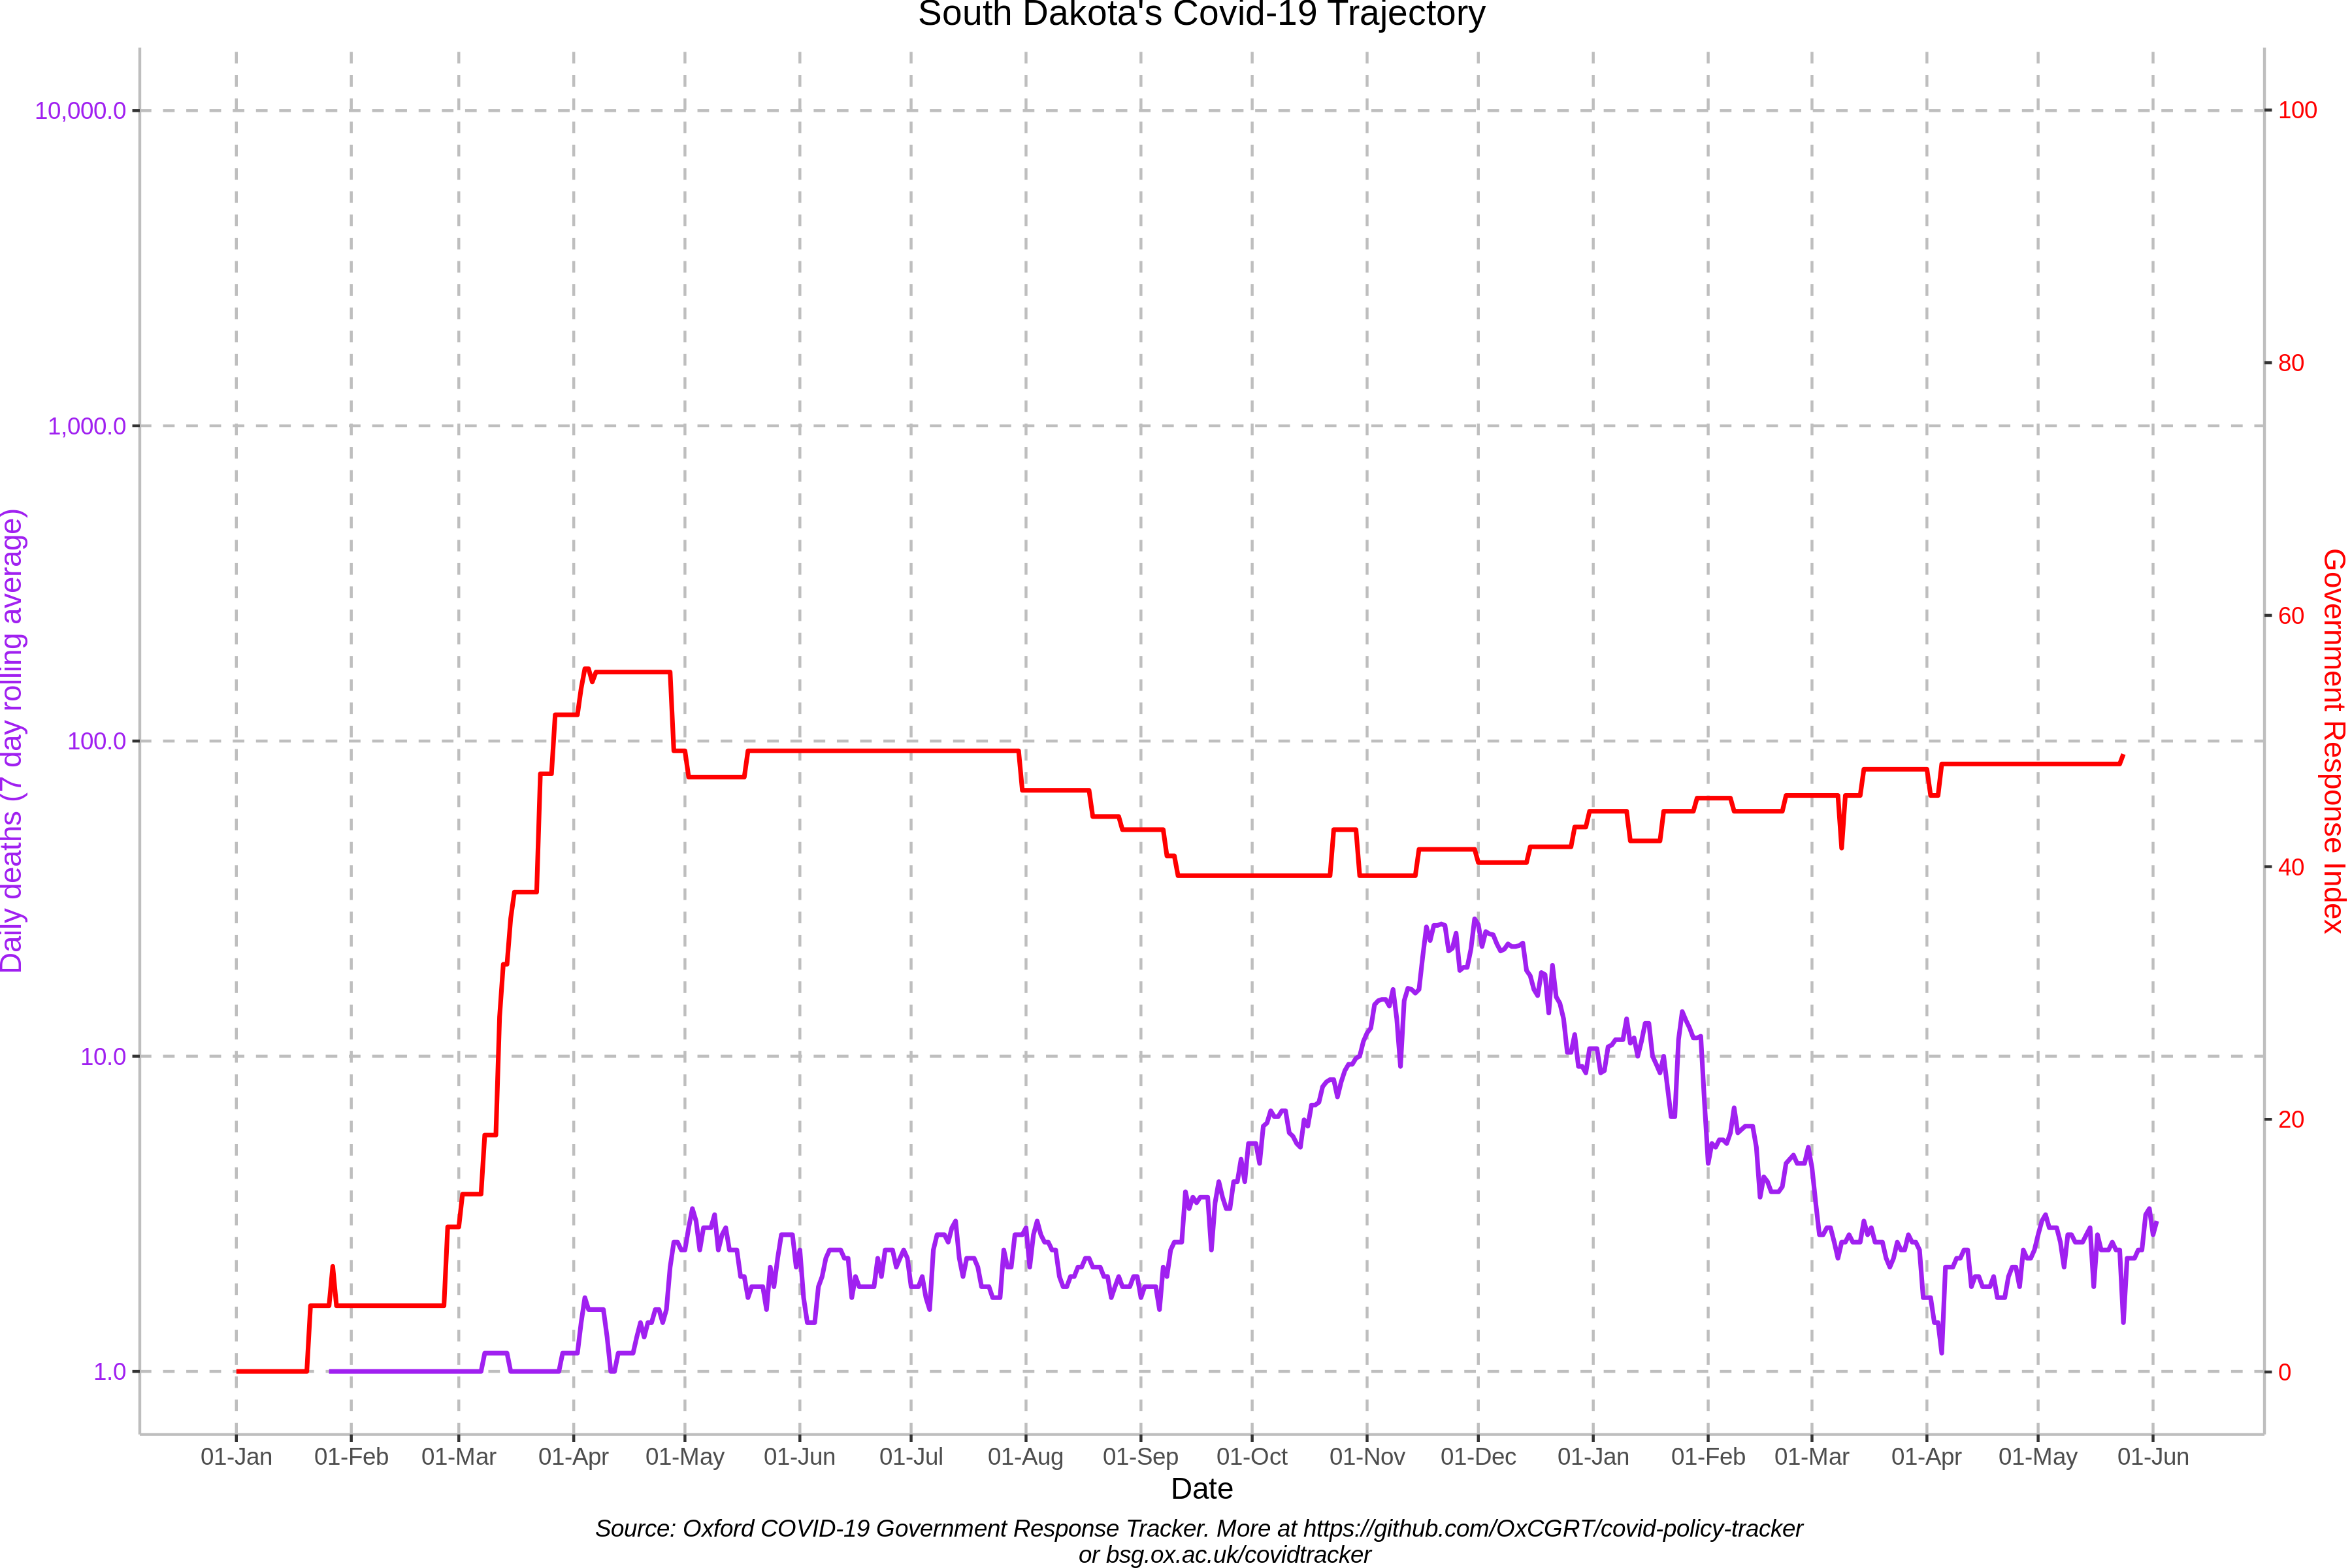 South Dakota's Covid-19 Trajectory
10,000.0
1,000.0
100.0
10.0
1.0
Daily deaths (7 day rolling average)
100
80
60
40
20
0
Government Response Index
01-Jan 01-Feb 01-Mar 01-Apr 01-May 01-Jun 01-Jul 01-Aug 01-Sep 01-Oct 01-Nov 01-Dec 01-Jan 01-Feb 01-Mar 01-Apr 01-May 01-Jun
Date
Source: Oxford COVID-19 Government Response Tracker. More at https://github.com/OxCGRT/covid-policy-tracker
or bsg.ox.ac.uk/covidtracker